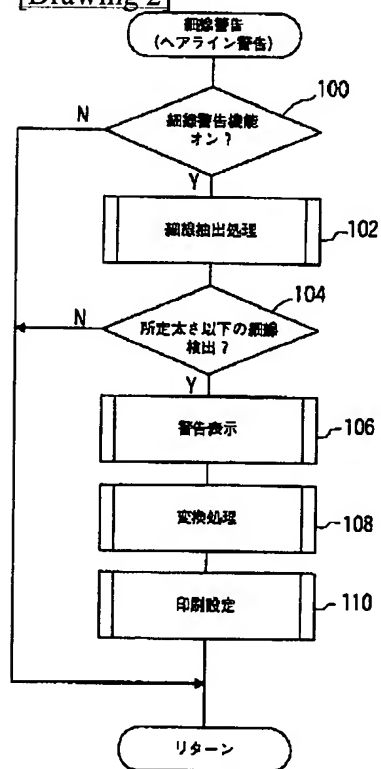 [Drawing 2]
細線警告
(ヘアライン警告)
100
細線警告機能
オン?
N
Y
細線抽出処理
102
104
所定太さ以下の細線
検出?
N
Y
警告表示
106
変換処理
108
印刷設定
110
リターン